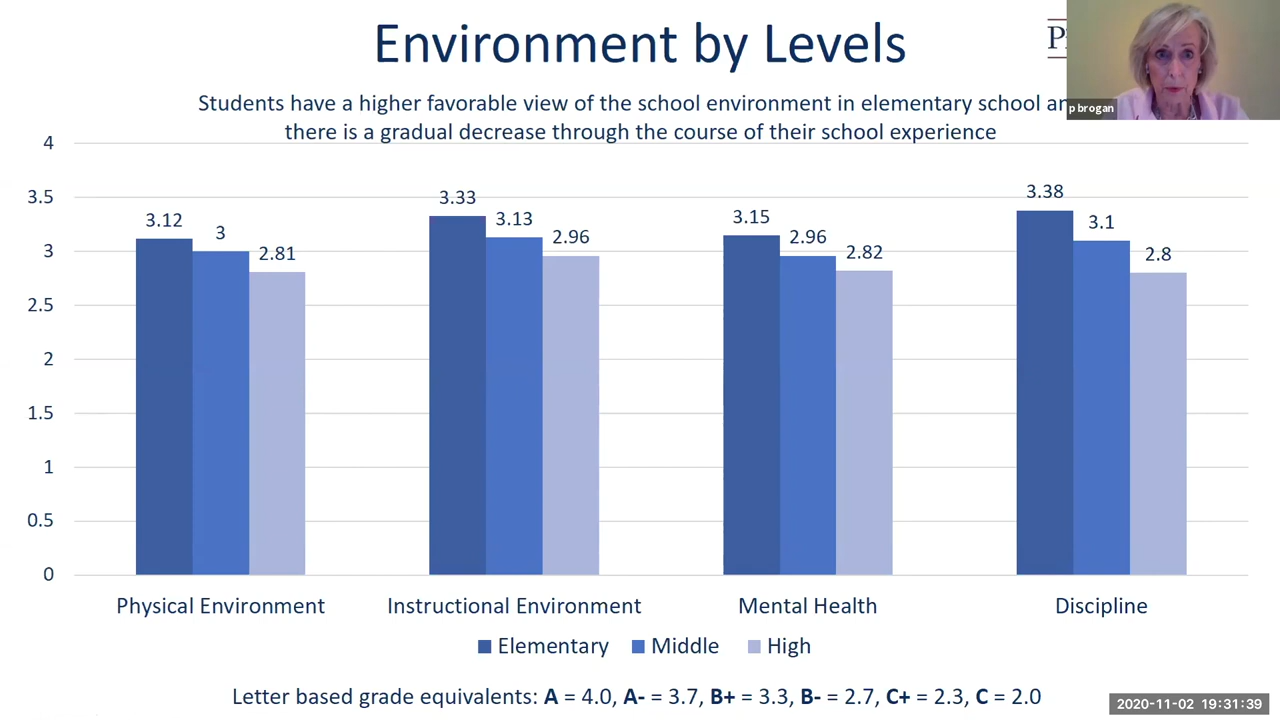 Environment by Levels
Students have a higher favorable view of the school environment in elementary school
there is a gradual decrease through the course of their school experience
p brogan
4
3.5
3
2.5
2
1.5
1
0.5
0
3.12
3
2.81
3.33
3.13
2.96
3.15
2.96
2.82
3.38
3.1
2.8
Physical Environment
Instructional Environment
Mental Health
Discipline
Elementary
Middle
High
Letter based grade equivalents: A = 4.0, A- = 3.7, B+ = 3.3, B- = 2.7, C+ = 2.3, C = 2.0
2020-11-02 19:31:39